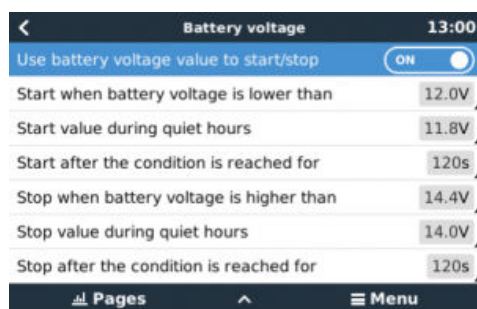 Battery voltage 13:00
Use battery voltage value to start/stop ON
Start when battery voltage is lower than 12.0V
Start value during quiet hours 11.8V
Start after the condition is reached for 120s
Stop when battery voltage is higher than 14.4V
Stop value during quiet hours 14.0V
Stop after the condition is reached for 120s
Pages Menu